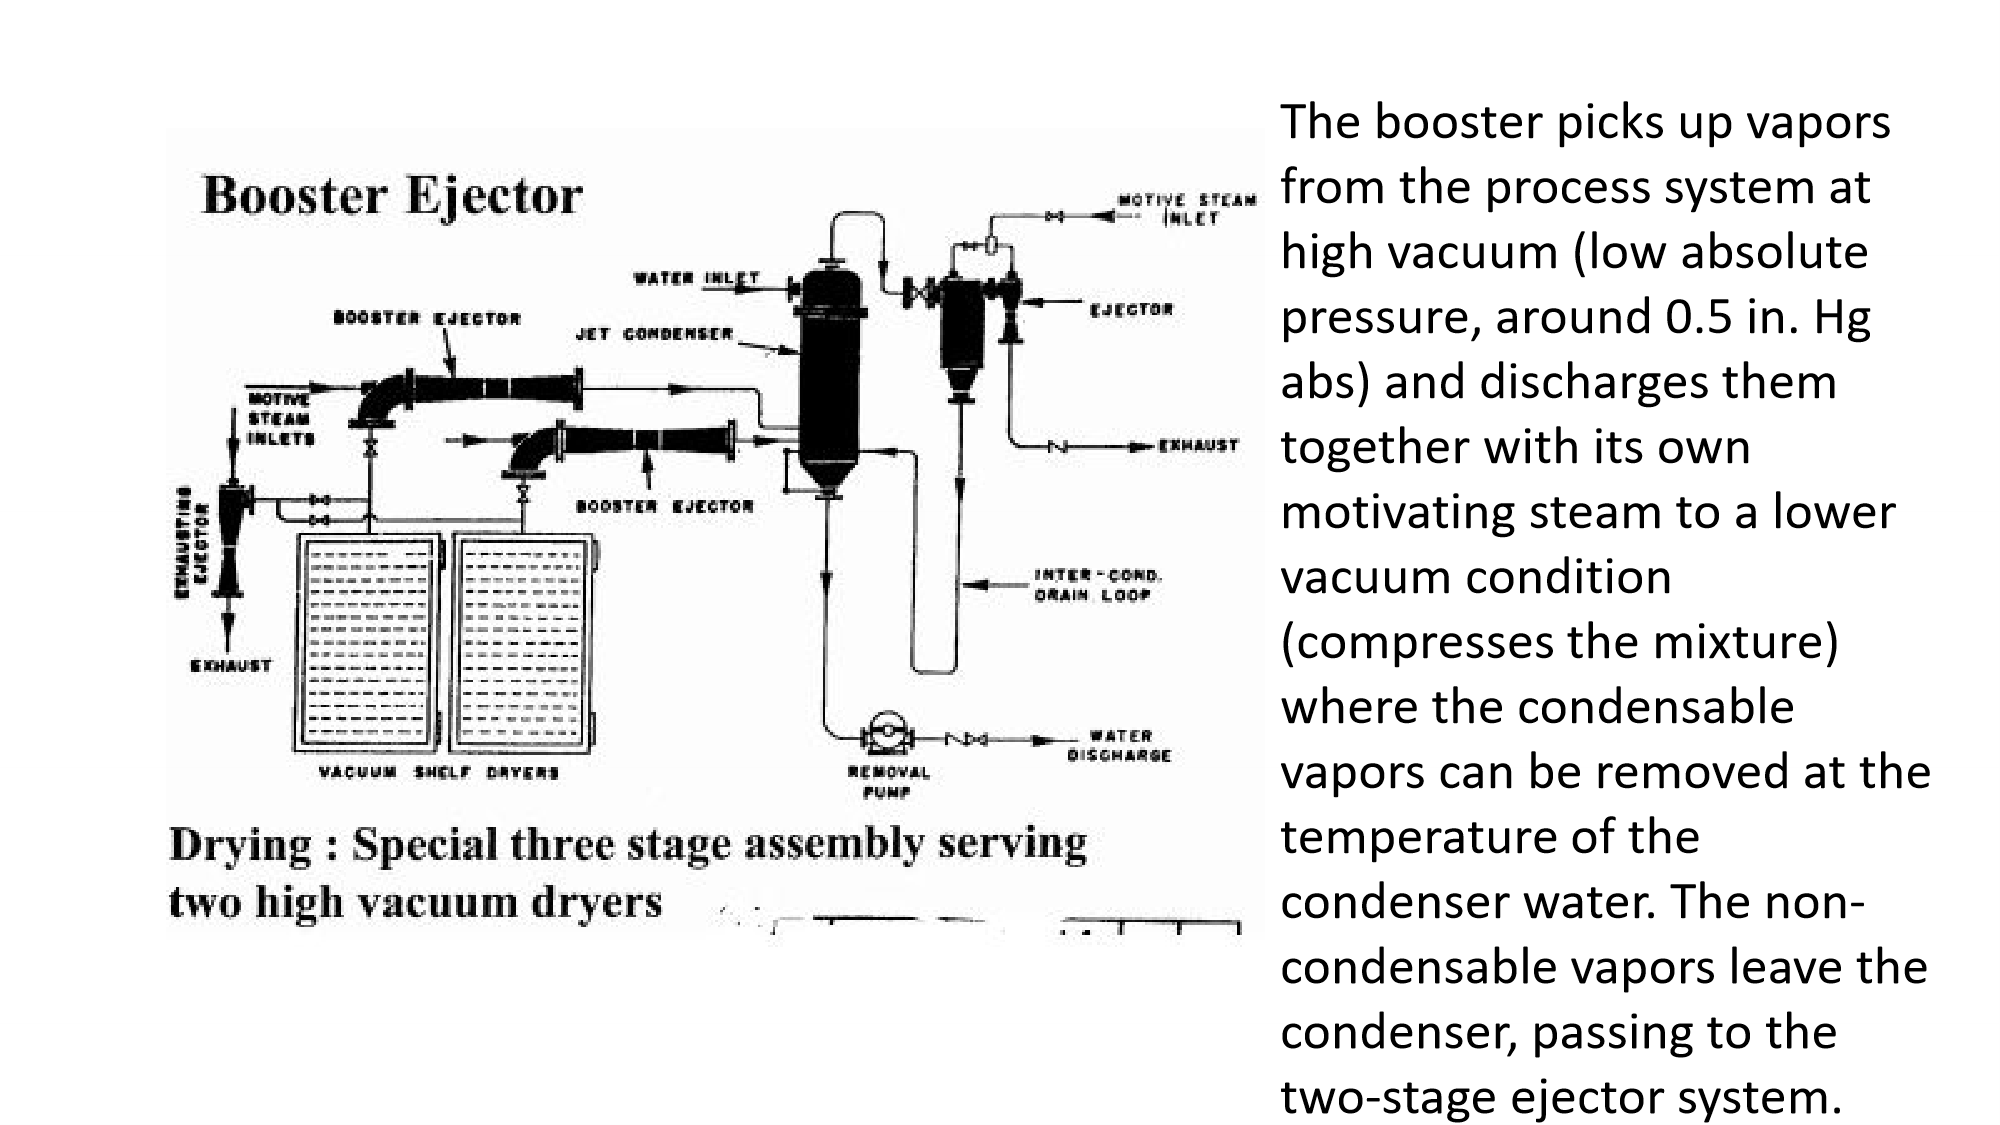 Booster Ejector
MOTIVE STEAM
INLET
WATER INLET
BOOSTER EJECTOR
EJECTOR
JET CONDENSER
MOTIVE
STEAM
INLETS
EXHAUST
BOOSTER EJECTOR
EXHAUSTING
EJECTOR
INTER-COND.
DRAIN LOOP
EXHAUST
WATER
DISCHARGE
VACUUM SHELF DRYERS
REMOVAL
PUMP
Drying : Special three stage assembly serving
two high vacuum dryers
The booster picks up vapors
from the process system at
high vacuum (low absolute
pressure, around 0.5 in. Hg
abs) and discharges them
together with its own
motivating steam to a lower
vacuum condition
(compresses the mixture)
where the condensable
vapors can be removed at the
temperature of the
condenser water. The non-
condensable vapors leave the
condenser, passing to the
two-stage ejector system.